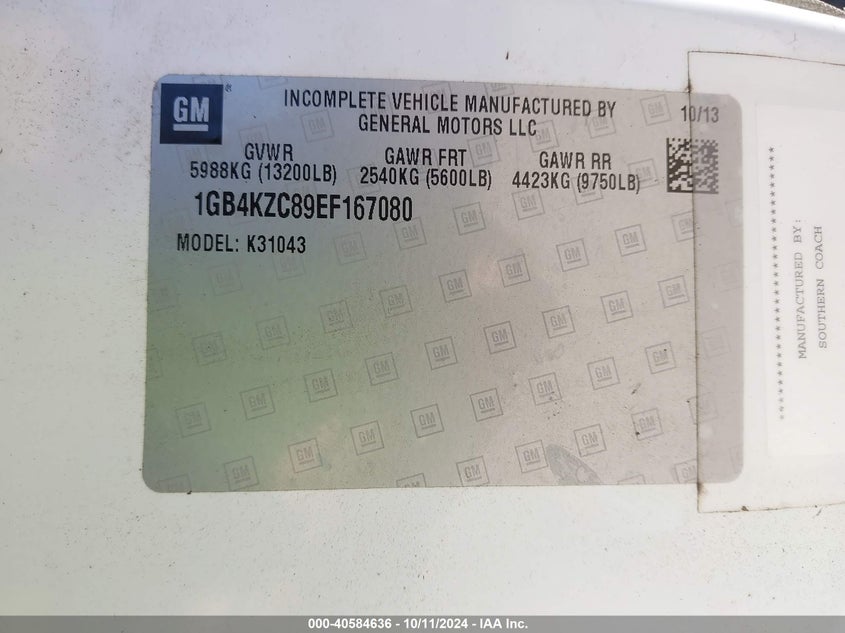 GM
®
INCOMPLETE VEHICLE MANUFACTURED BY
GENERAL MOTORS LLC
10/13
GVWR
5988KG (13200LB)
GAWR FRT
2540KG (5600LB)
GAWR RR
4423KG (9750LB)
1GB4KZC89EF167080
MODEL: K31043
MANUFACTURED BY:
SOUTHERN COACH
000-40584636 - 10/11/2024 - IAA Inc.